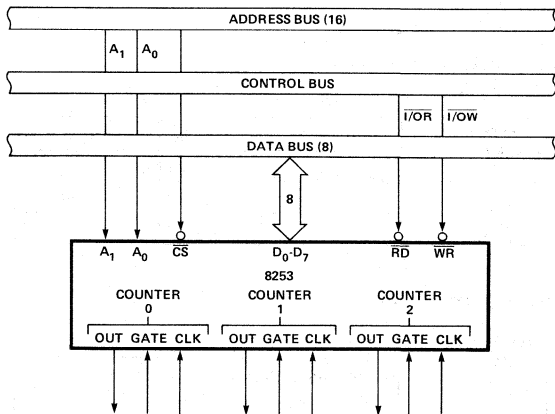 ADDRESS BUS (16)
A₁ A₀
CONTROL BUS
I/OR I/OW
DATA BUS (8)
8
A₁ A₀ CS D₀-D₇ RD WR
8253
COUNTER COUNTER COUNTER
0 1 2
OUT GATE CLK OUT GATE CLK OUT GATE CLK